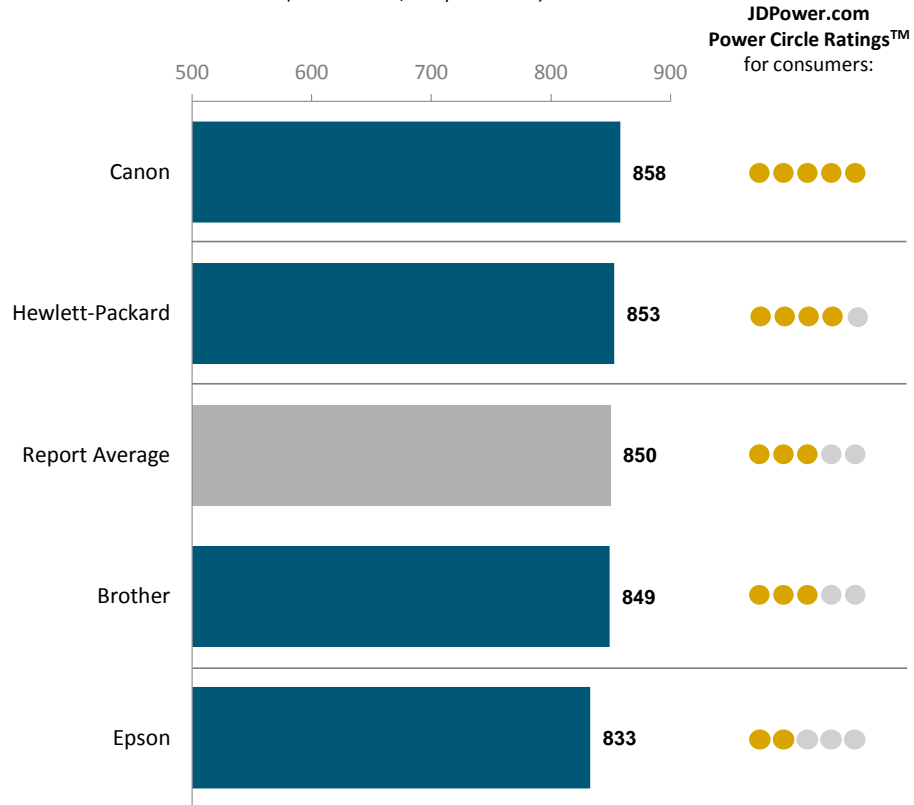 JDPower.com
Power Circle Ratings™
for consumers:
500 600 700 800 900
Canon 858
Hewlett-Packard 853
Report Average 850
Brother 849
Epson 833